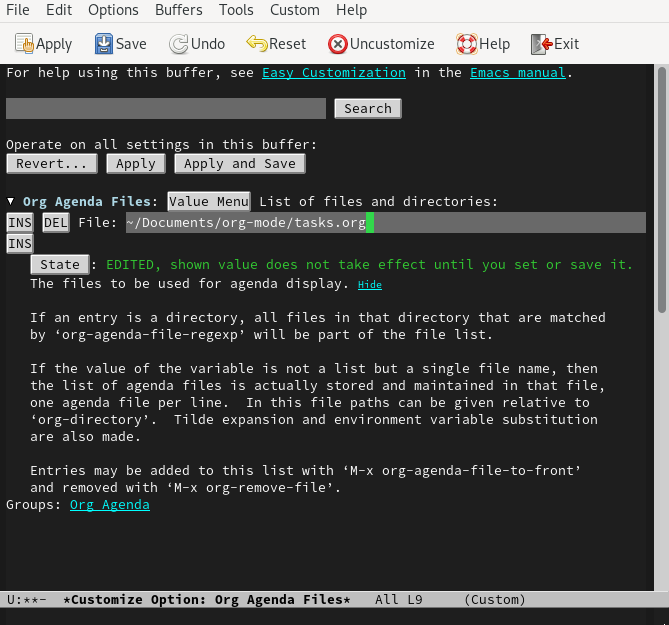 File Edit Options Buffers Tools Custom Help
Apply Save Undo Reset Uncustomize Help Exit
For help using this buffer, see Easy Customization in the Emacs manual.
Search
Operate on all settings in this buffer:
Revert... Apply Apply and Save
▼ Org Agenda Files: Value Menu List of files and directories:
INS DEL File: ~/Documents/org-mode/tasks.org
INS
State : EDITED, shown value does not take effect until you set or save it.
The files to be used for agenda display. Hide
If an entry is a directory, all files in that directory that are matched
by ‘org-agenda-file-regexp’ will be part of the file list.
If the value of the variable is not a list but a single file name, then
the list of agenda files is actually stored and maintained in that file,
one agenda file per line.  In this file paths can be given relative to
‘org-directory’.  Tilde expansion and environment variable substitution
are also made.
Entries may be added to this list with ‘M-x org-agenda-file-to-front’
and removed with ‘M-x org-remove-file’.
Groups: Org Agenda
U:**-  *Customize Option: Org Agenda Files*   All L9     (Custom)